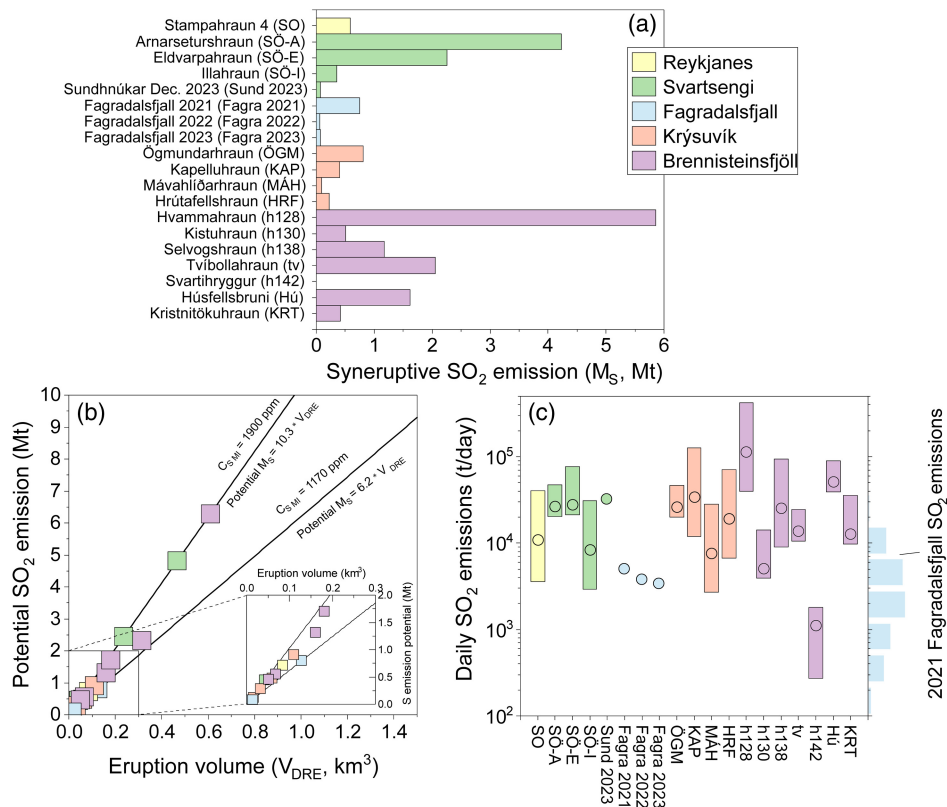 (a)
Stampahraun 4 (SO)
Arnarseturshraun (SÖ-A)
Eldvarpahraun (SÖ-E)
Illahraun (SÖ-I)
Sundhnúkar Dec. 2023 (Sund 2023)
Fagradalsfjall 2021 (Fagra 2021)
Fagradalsfjall 2022 (Fagra 2022)
Fagradalsfjall 2023 (Fagra 2023)
Ögmundarhraun (ÖGM)
Kapelluhraun (KAP)
Mávahlíðarhraun (MÁH)
Hrútafellshraun (HRF)
Hvammahraun (h128)
Kistuhraun (h130)
Selvogshraun (h138)
Tvíbollahraun (tv)
Svartihryggur (h142)
Húsfellsbruni (Hú)
Kristnitökuhraun (KRT)
Reykjanes
Svartsengi
Fagradalsfjall
Krýsuvík
Brennisteinsfjöll
0 1 2 3 4 5 6
Syneruptive SO2 emission (MS, Mt)
(b)
Potential SO2 emission (Mt)
10
9
8
7
6
5
4
3
2
1
0
CS MI = 1900 ppm
Potential MS = 10.3 * VDRE
CS MI = 1170 ppm
Potential MS = 6.2 * VDRE
Eruption volume (km3)
0.0 0.1 0.2 0.3
2.0
1.5
1.0
0.5
0.0
S emission potential (Mt)
0.0 0.2 0.4 0.6 0.8 1.0 1.2 1.4
Eruption volume (VDRE, km3)
(c)
Daily SO2 emissions (t/day)
10^5
10^4
10^3
10^2
SO
SÖ-A
SÖ-E
SÖ-I
Sund 2023
Fagra 2021
Fagra 2022
Fagra 2023
ÖGM
KAP
MÁH
HRF
h128
h130
h138
tv
h142
Hú
KRT
2021 Fagradalsfjall SO2 emissions